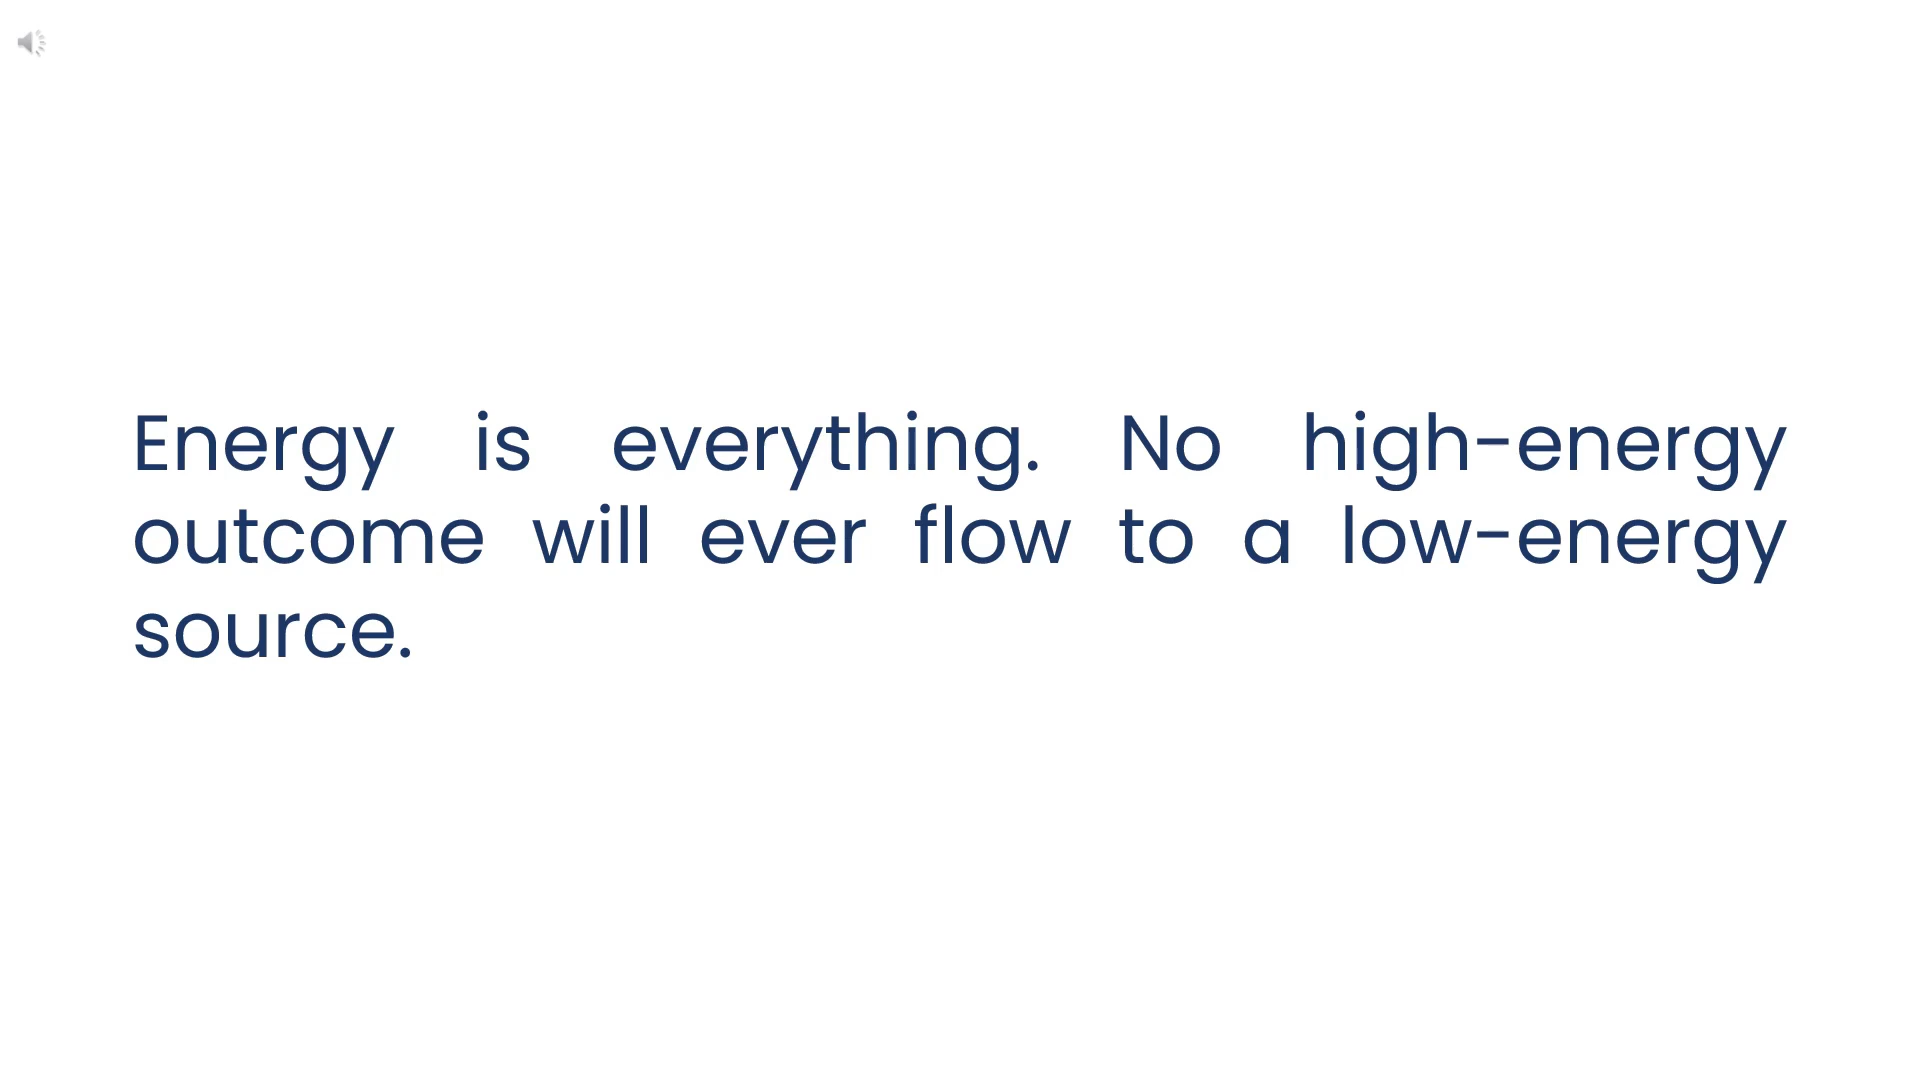 Energy is everything. No high-energy
outcome will ever flow to a low-energy
source.